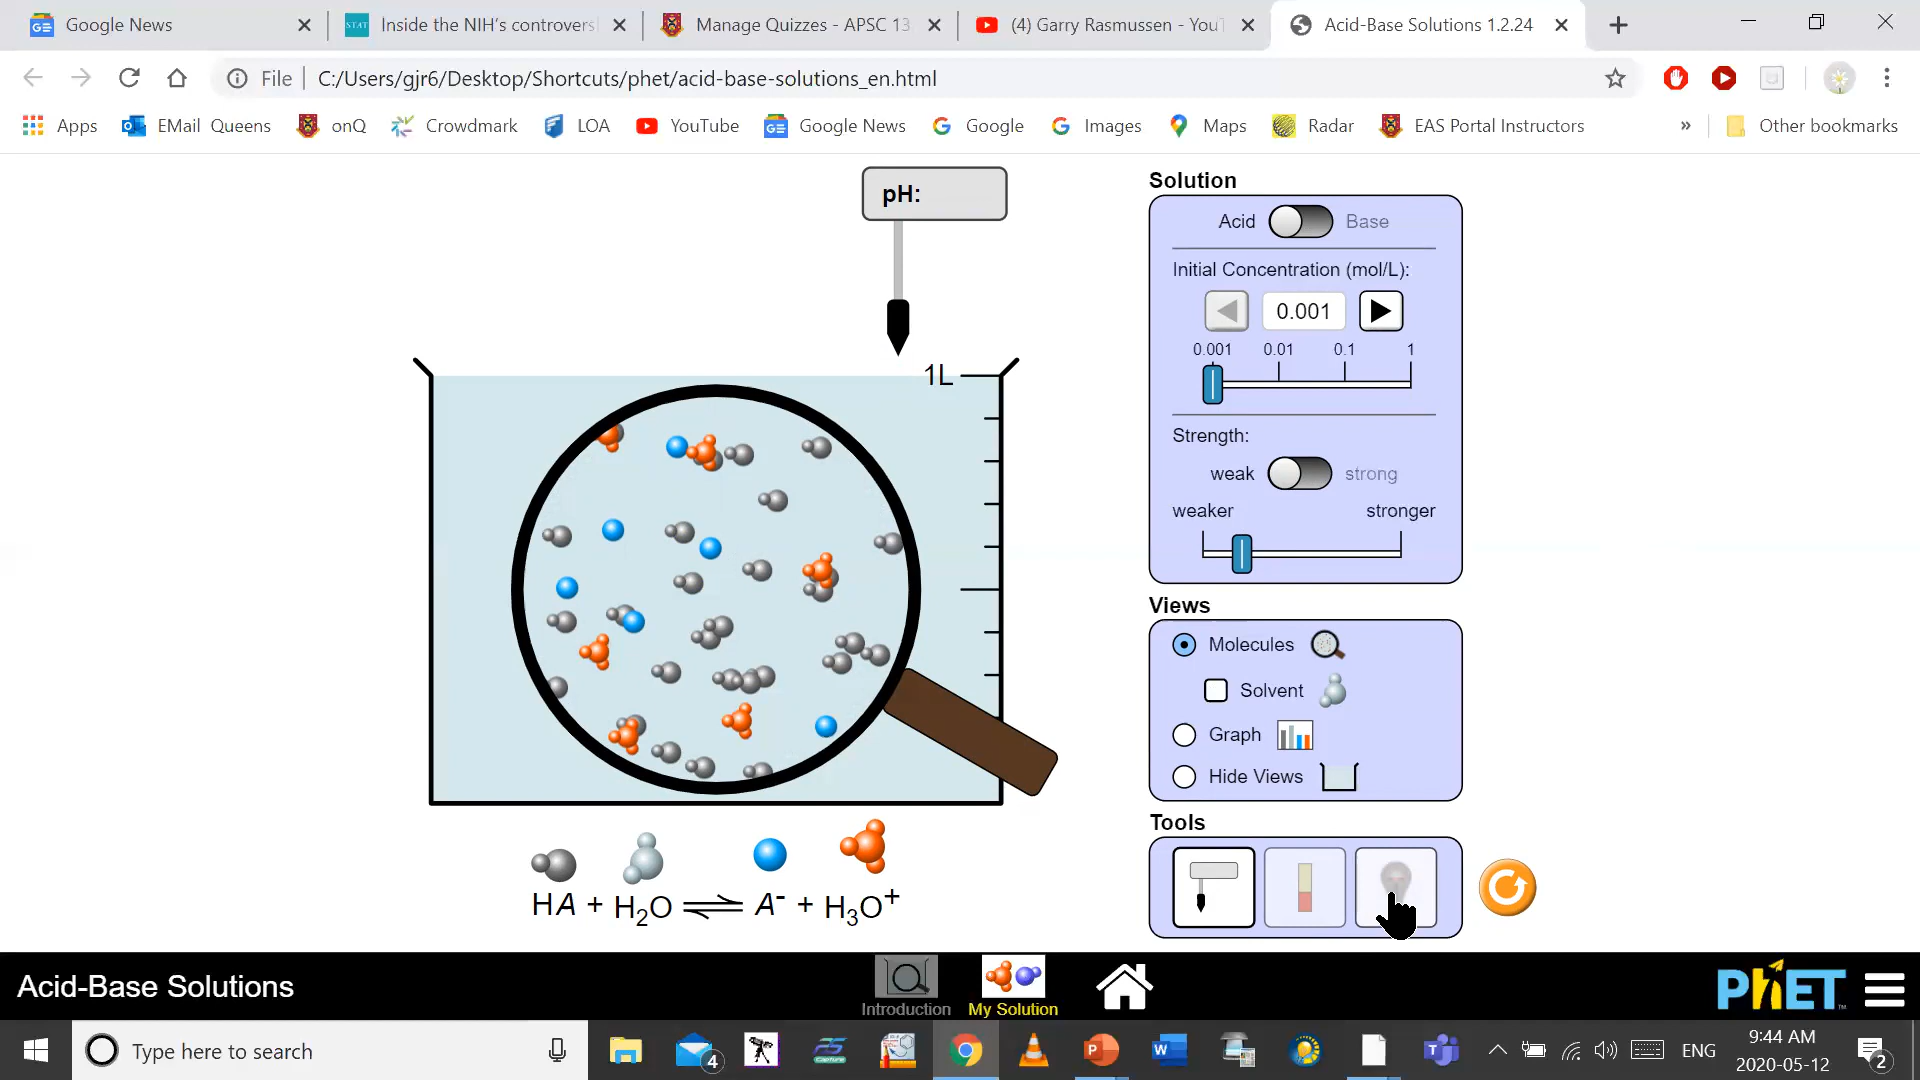 Google News
STAT Inside the NIH's controvers
Manage Quizzes - APSC 13
(4) Garry Rasmussen - YouT
Acid-Base Solutions 1.2.24
File C:/Users/gjr6/Desktop/Shortcuts/phet/acid-base-solutions_en.html
Apps EMail Queens onQ Crowdmark LOA YouTube Google News Google Images Maps Radar EAS Portal Instructors » Other bookmarks
pH:
1L
HA + H₂O ⇌ A⁻ + H₃O⁺
Solution
Acid Base
Initial Concentration (mol/L):
0.001
0.001 0.01 0.1 1
Strength:
weak strong
weaker stronger
Views
Molecules
Solvent
Graph
Hide Views
Tools
Acid-Base Solutions
Introduction
My Solution
PhET
Type here to search
4
ENG
9:44 AM
2020-05-12
2